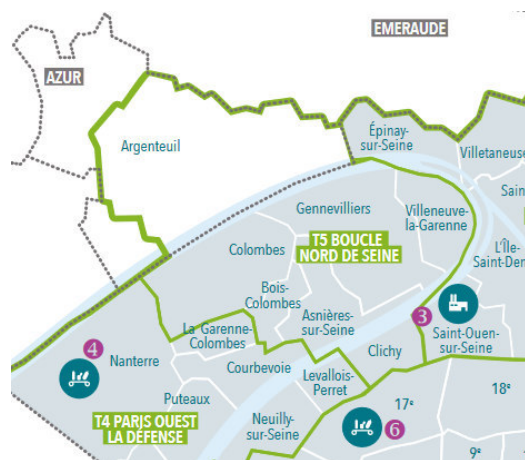 EMERAUDE
AZUR
Argenteuil
Épinay-
sur-Seine
Villetaneuse
Gennevilliers
Villeneuve-
la-Garenne
Colombes
T5 BOUCLE
NORD DE SEINE
L'Île-
Saint-Den
Bois-
Colombes
Asnières-
sur-Seine
3
La Garenne-
Colombes
Saint-Ouen-
sur-Seine
4
Nanterre
Courbevoie
Clichy
Levallois-
Perret
Puteaux
18e
17e
T4 PARIS OUEST
LA DÉFENSE
Neuilly-
sur-Seine
6
9e